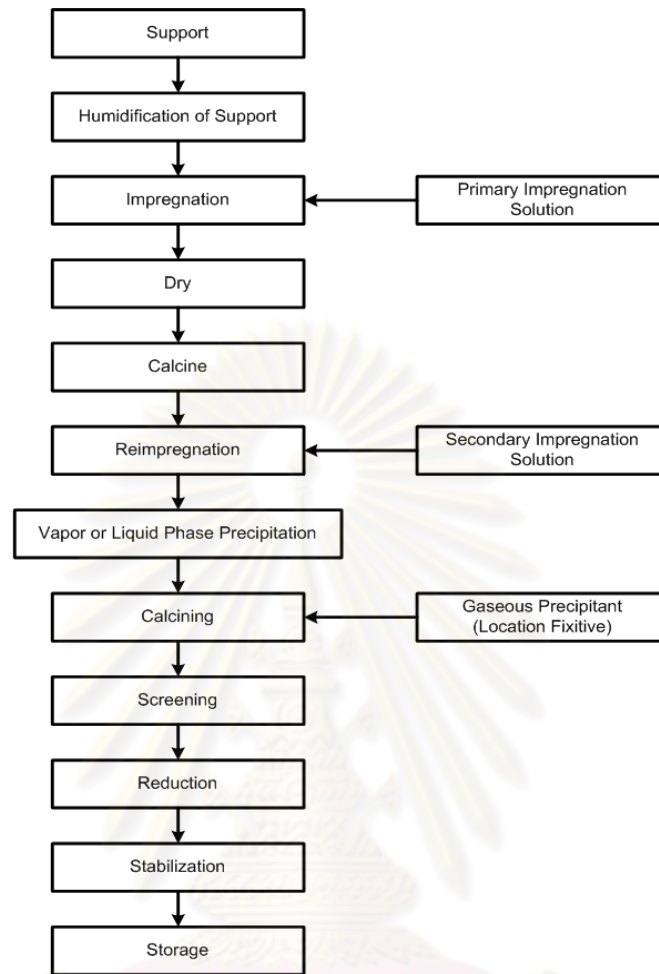 Support
Humidification of Support
Impregnation
Primary Impregnation
Solution
Dry
Calcine
Reimpregnation
Secondary Impregnation
Solution
Vapor or Liquid Phase Precipitation
Calcining
Gaseous Precipitant
(Location Fixitive)
Screening
Reduction
Stabilization
Storage